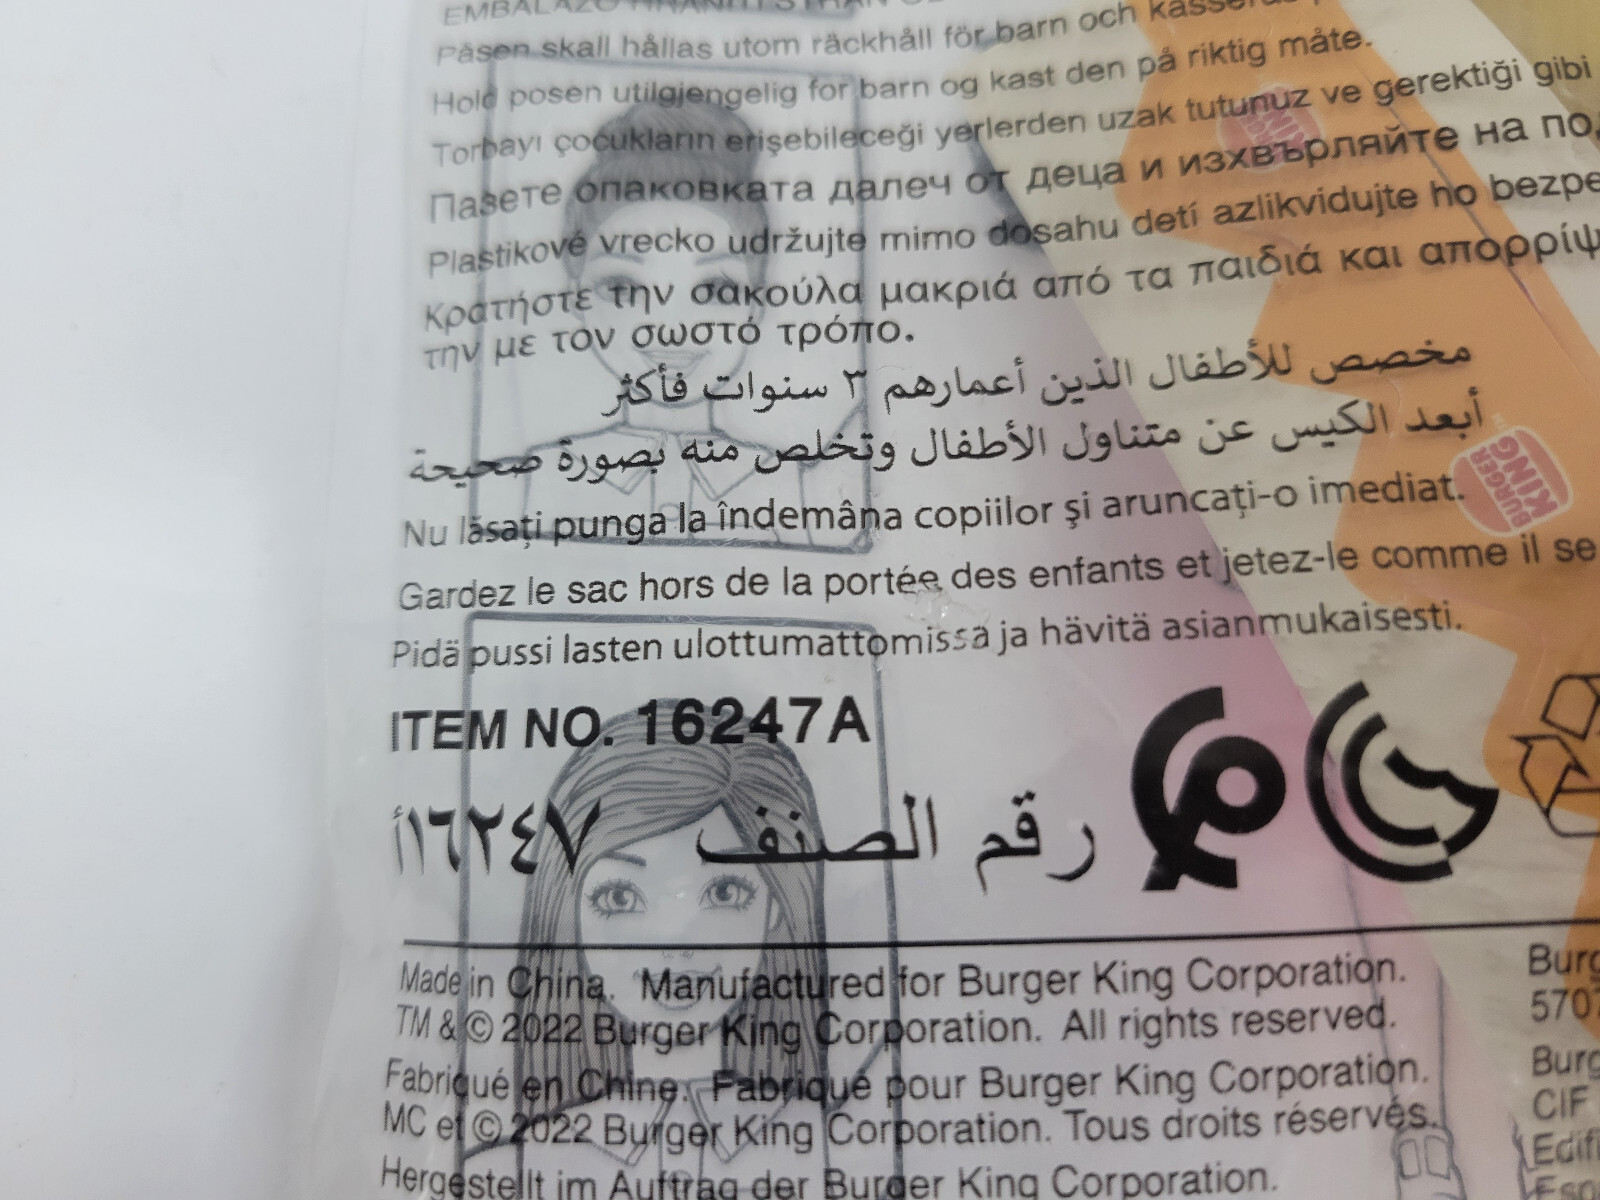 Påsen skall hållas utom räckhåll för barn och kasseras
Hold posen utilgjengelig for barn og kast den på riktig måte.
Torbayı çocukların erişebileceği yerlerden uzak tutunuz ve gerektiği gibi
Пазете опаковката далеч от деца и изхвърляйте на
Plastikové vrecko udržujte mimo dosahu detí azlikvidujte ho
Κρατήστε την σακούλα μακριά από τα παιδιά και
την με τον σωστό τρόπο.
مخصص للأطفال الذين أعمارهم ٣ سنوات فأكثر
أبعد الكيس عن متناول الأطفال وتخلص منه بصورة صحيحة
Nu lăsați punga la îndemâna copiilor şi aruncați-o imediat.
Gardez le sac hors de la portée des enfants et jetez-le comme il se
Pidä pussi lasten ulottumattomissa ja hävitä asianmukaisesti.
ITEM NO. 16247A
رقم الصنف ١٦٢٤٧أ
Made in China. Manufactured for Burger King Corporation.
TM & © 2022 Burger King Corporation. All rights reserved.
Fabriqué en Chine. Fabriqué pour Burger King Corporation.
MC et © 2022 Burger King Corporation. Tous droits réservés.
Hergestellt im Auftrag der Burger King Corporation.
CIF
BURGER KING